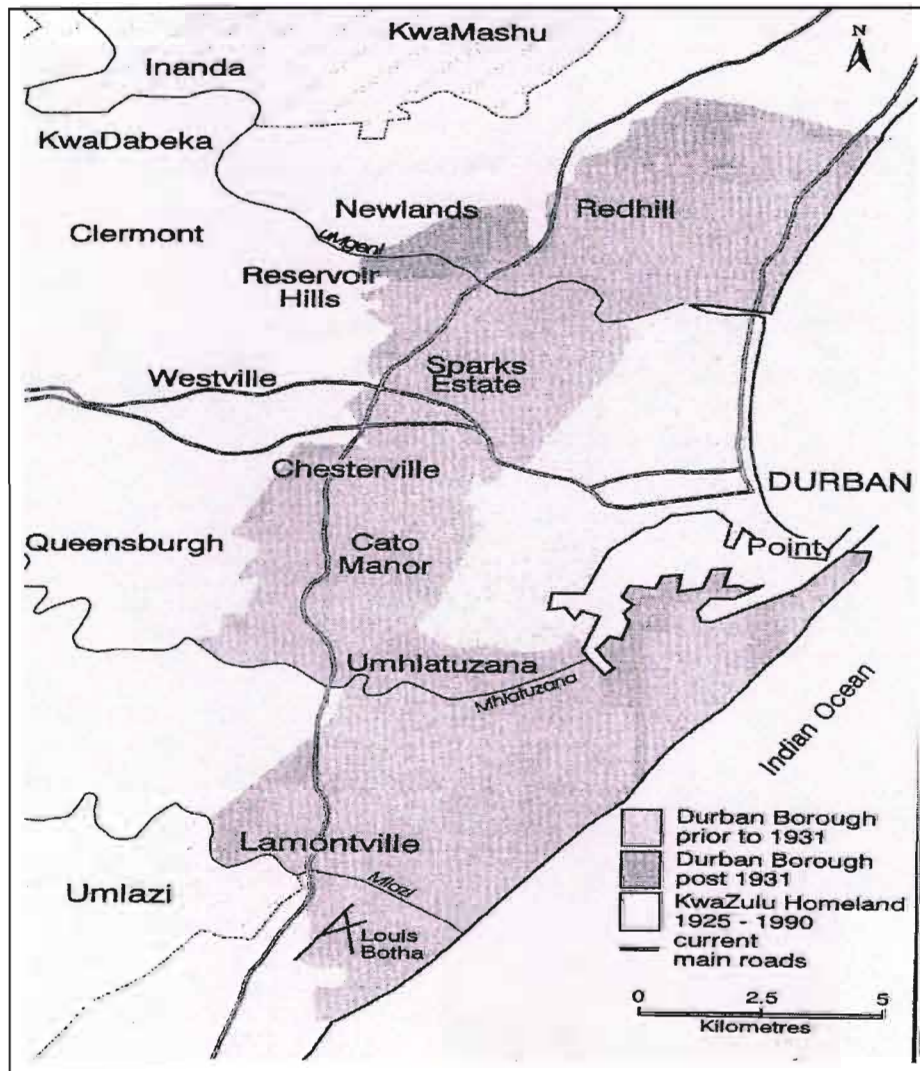 KwaMashu
N
Inanda
KwaDabeka
Newlands
Redhill
Clermont
uMgeni
Reservoir
Hills
Westville
Sparks
Estate
Chesterville
DURBAN
Queensburgh
Cato
Manor
Point
Umhlatuzana
Mhlatuzana
Indian Ocean
Lamontville
Umlazi
Mlazi
Louis
Botha
Durban Borough
prior to 1931
Durban Borough
post 1931
KwaZulu Homeland
1925 - 1990
current
main roads
0 2.5 5
Kilometres